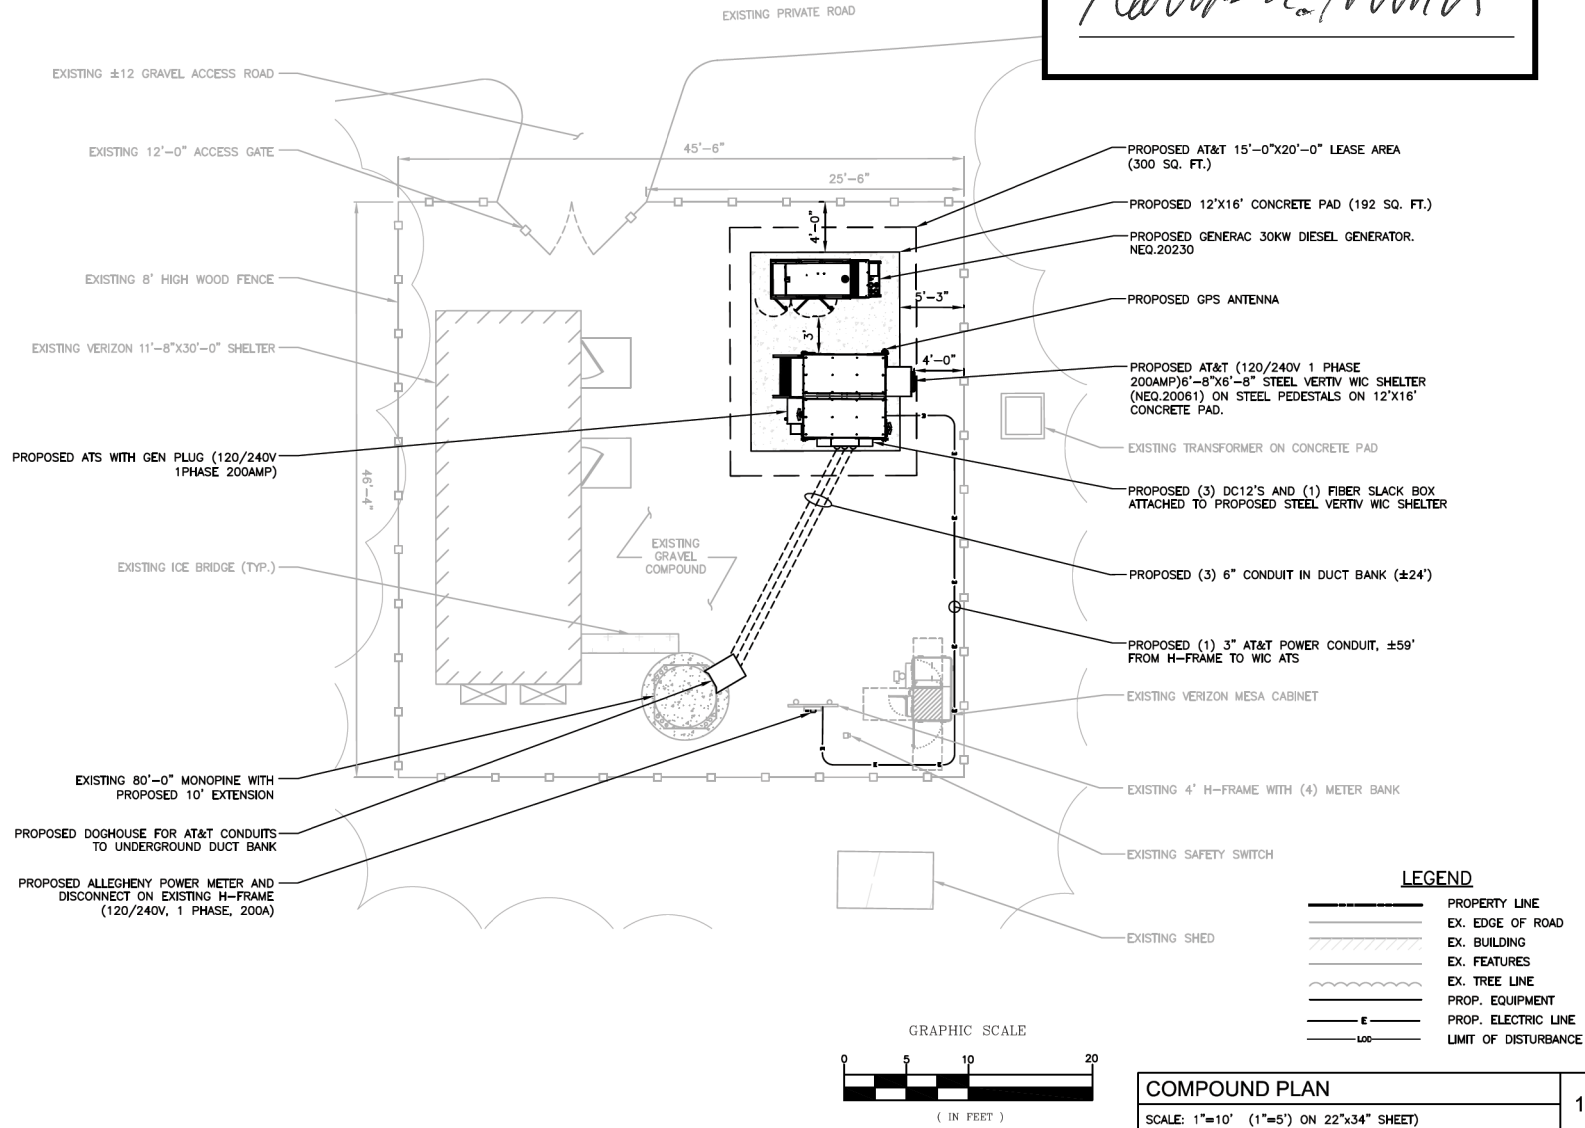 EXISTING PRIVATE ROAD
EXISTING ±12 GRAVEL ACCESS ROAD
EXISTING 12'-0" ACCESS GATE
EXISTING 8' HIGH WOOD FENCE
EXISTING VERIZON 11'-8"X30'-0" SHELTER
PROPOSED ATS WITH GEN PLUG (120/240V
1PHASE 200AMP)
EXISTING ICE BRIDGE (TYP.)
EXISTING 80'-0" MONOPINE WITH
PROPOSED 10' EXTENSION
PROPOSED DOGHOUSE FOR AT&T CONDUITS
TO UNDERGROUND DUCT BANK
PROPOSED ALLEGHENY POWER METER AND
DISCONNECT ON EXISTING H-FRAME
(120/240V, 1 PHASE, 200A)
45'-6"
25'-6"
4'-0"
5'-3"
3'
4'-0"
46'-4"
EXISTING
GRAVEL
COMPOUND
E
E
E
E
E
E
E
E
E
PROPOSED AT&T 15'-0"X20'-0" LEASE AREA
(300 SQ. FT.)
PROPOSED 12'X16' CONCRETE PAD (192 SQ. FT.)
PROPOSED GENERAC 30KW DIESEL GENERATOR.
NEQ.20230
PROPOSED GPS ANTENNA
PROPOSED AT&T (120/240V 1 PHASE
200AMP)6'-8"X6'-8" STEEL VERTIV WIC SHELTER
(NEQ.20061) ON STEEL PEDESTALS ON 12'X16'
CONCRETE PAD.
EXISTING TRANSFORMER ON CONCRETE PAD
PROPOSED (3) DC12'S AND (1) FIBER SLACK BOX
ATTACHED TO PROPOSED STEEL VERTIV WIC SHELTER
PROPOSED (3) 6" CONDUIT IN DUCT BANK (±24')
PROPOSED (1) 3" AT&T POWER CONDUIT, ±59'
FROM H-FRAME TO WIC ATS
EXISTING VERIZON MESA CABINET
EXISTING 4' H-FRAME WITH (4) METER BANK
EXISTING SAFETY SWITCH
EXISTING SHED
LEGEND
PROPERTY LINE
EX. EDGE OF ROAD
EX. BUILDING
EX. FEATURES
EX. TREE LINE
PROP. EQUIPMENT
E PROP. ELECTRIC LINE
LOD LIMIT OF DISTURBANCE
GRAPHIC SCALE
0 5 10 20
( IN FEET )
COMPOUND PLAN
1
SCALE: 1"=10' (1"=5') ON 22"x34" SHEET)